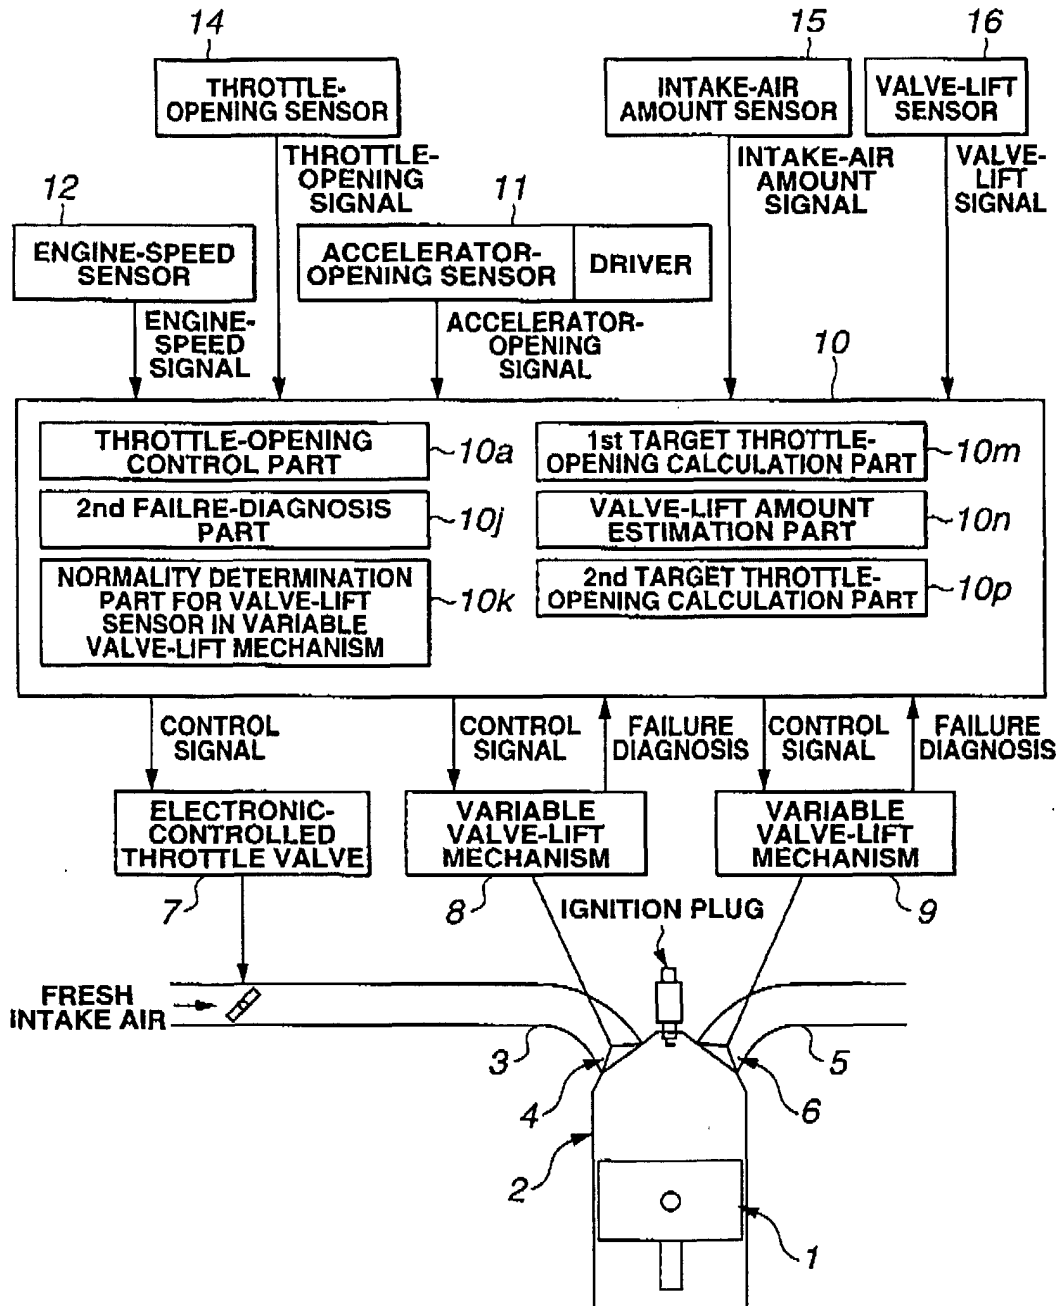 14
15
16
THROTTLE-
OPENING SENSOR
INTAKE-AIR
AMOUNT SENSOR
VALVE-LIFT
SENSOR
THROTTLE-
OPENING
SIGNAL
INTAKE-AIR
AMOUNT
SIGNAL
VALVE-
LIFT
SIGNAL
12
11
ENGINE-SPEED
SENSOR
ACCELERATOR-
OPENING SENSOR
DRIVER
ENGINE-
SPEED
SIGNAL
ACCELERATOR-
OPENING
SIGNAL
10
THROTTLE-OPENING
CONTROL PART
10a
1st TARGET THROTTLE-
OPENING CALCULATION PART
10m
2nd FAILRE-DIAGNOSIS
PART
10j
VALVE-LIFT AMOUNT
ESTIMATION PART
10n
NORMALITY DETERMINATION
PART FOR VALVE-LIFT
SENSOR IN VARIABLE
VALVE-LIFT MECHANISM
10k
2nd TARGET THROTTLE-
OPENING CALCULATION PART
10p
CONTROL
SIGNAL
CONTROL
SIGNAL
FAILURE
DIAGNOSIS
CONTROL
SIGNAL
FAILURE
DIAGNOSIS
ELECTRONIC-
CONTROLLED
THROTTLE VALVE
VARIABLE
VALVE-LIFT
MECHANISM
VARIABLE
VALVE-LIFT
MECHANISM
7
8
IGNITION PLUG
9
FRESH
INTAKE AIR
3
4
5
6
2
1